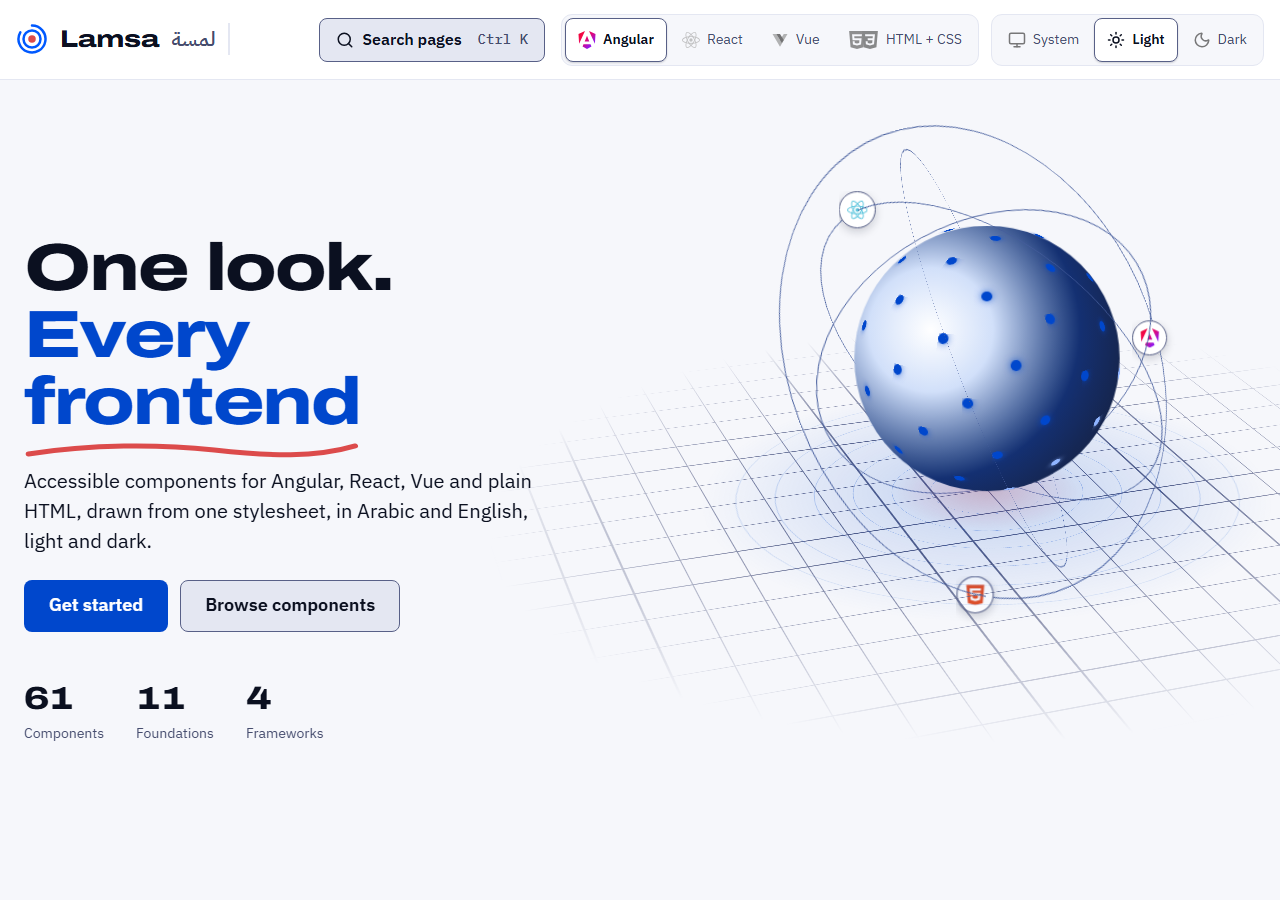 Lamsa لمسة
Search pages Ctrl K
Angular React Vue HTML + CSS
System Light Dark
One look.
Every
frontend
Accessible components for Angular, React, Vue and plain
HTML, drawn from one stylesheet, in Arabic and English,
light and dark.
Get started Browse components
61 11 4
Components Foundations Frameworks